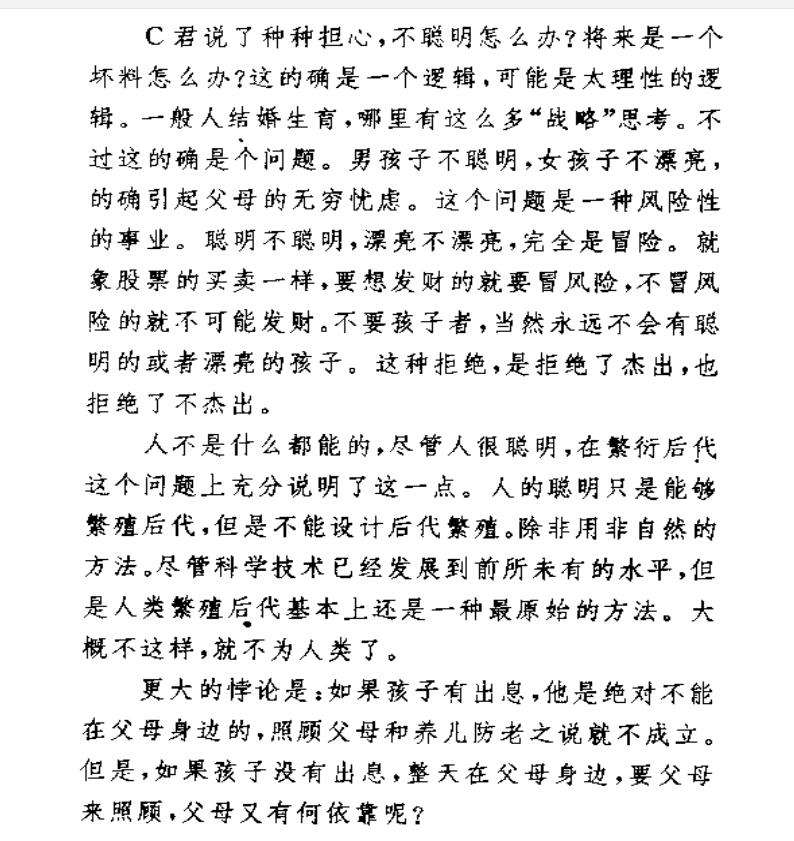 C君说了种种担心,不聪明怎么办?将来是一个
坏料怎么办?这的确是一个逻辑,可能是太理性的逻
辑。一般人结婚生育,哪里有这么多“战略”思考。不
过这的确是个问题。男孩子不聪明,女孩子不漂亮,
的确引起父母的无穷忧虑。这个问题是一种风险性
的事业。聪明不聪明,漂亮不漂亮,完全是冒险。就
象股票的买卖一样,要想发财的就要冒风险,不冒风
险的就不可能发财。不要孩子者,当然永远不会有聪
明的或者漂亮的孩子。这种拒绝,是拒绝了杰出,也
拒绝了不杰出。
人不是什么都能的,尽管人很聪明,在繁衍后代
这个问题上充分说明了这一点。人的聪明只是能够
繁殖后代,但是不能设计后代繁殖。除非用非自然的
方法。尽管科学技术已经发展到前所未有的水平,但
是人类繁殖后代基本上还是一种最原始的方法。大
概不这样,就不为人类了。
更大的悖论是:如果孩子有出息,他是绝对不能
在父母身边的,照顾父母和养儿防老之说就不成立。
但是,如果孩子没有出息,整天在父母身边,要父母
来照顾,父母又有何依靠呢?